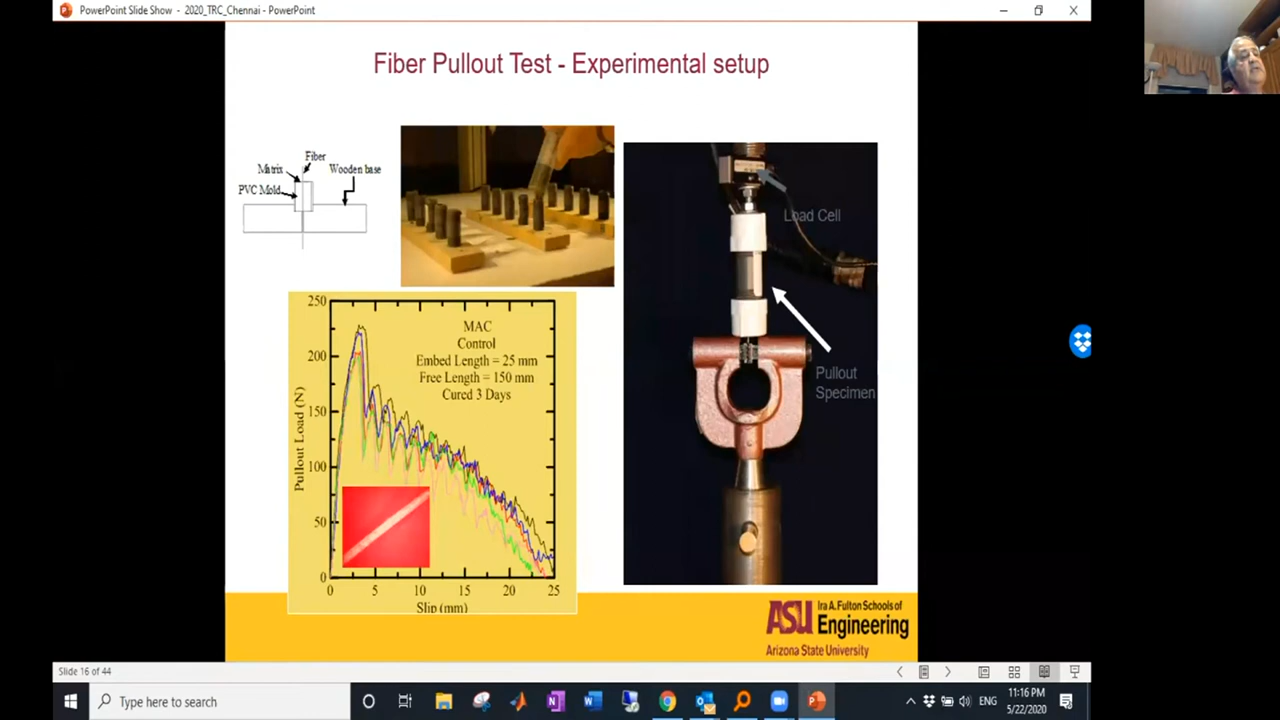 PowerPoint Slide Show - 2020_TRC_Chennai - PowerPoint
Fiber Pullout Test - Experimental setup
Fiber
Matrix
Wooden base
PVC Mold
Load Cell
Pullout
Specimen
250
200
150
100
50
0
MAC
Control
Embed Length = 25 mm
Free Length = 150 mm
Cured 3 Days
Pullout Load (N)
0 5 10 15 20 25
Slip (mm)
ASU Ira A. Fulton Schools of
Engineering
Arizona State University
Slide 16 of 44
Type here to search
ENG
11:16 PM
5/22/2020